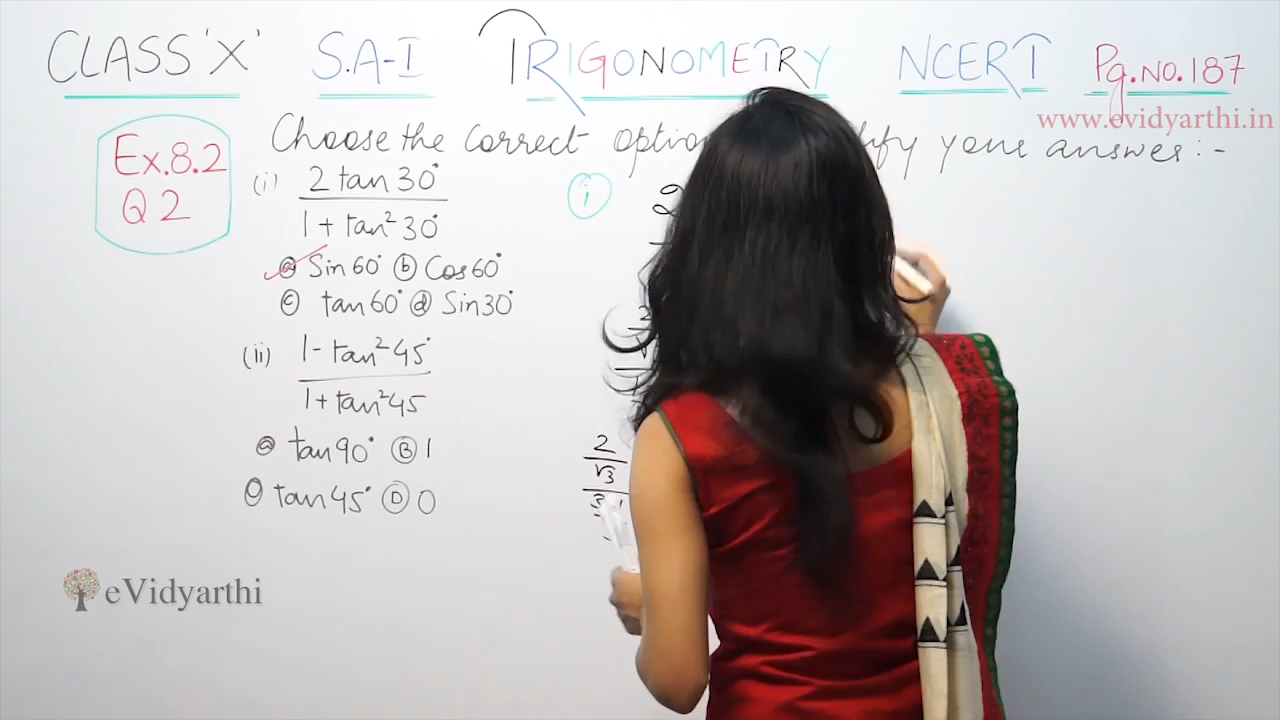 CLASS 'X' S.A-I TRIGONOMETRY NCERT Pg.NO.187
www.evidyarthi.in
Ex.8.2
Q 2
Choose the correct option your answer :-
(i) 2 tan 30°
1 + tan² 30°
a Sin 60° b Cos 60°
c tan 60° d Sin 30°
(ii) 1 - tan² 45°
1 + tan² 45
a tan 90° B 1
tan 45° D 0
i
2
√3
eVidyarthi